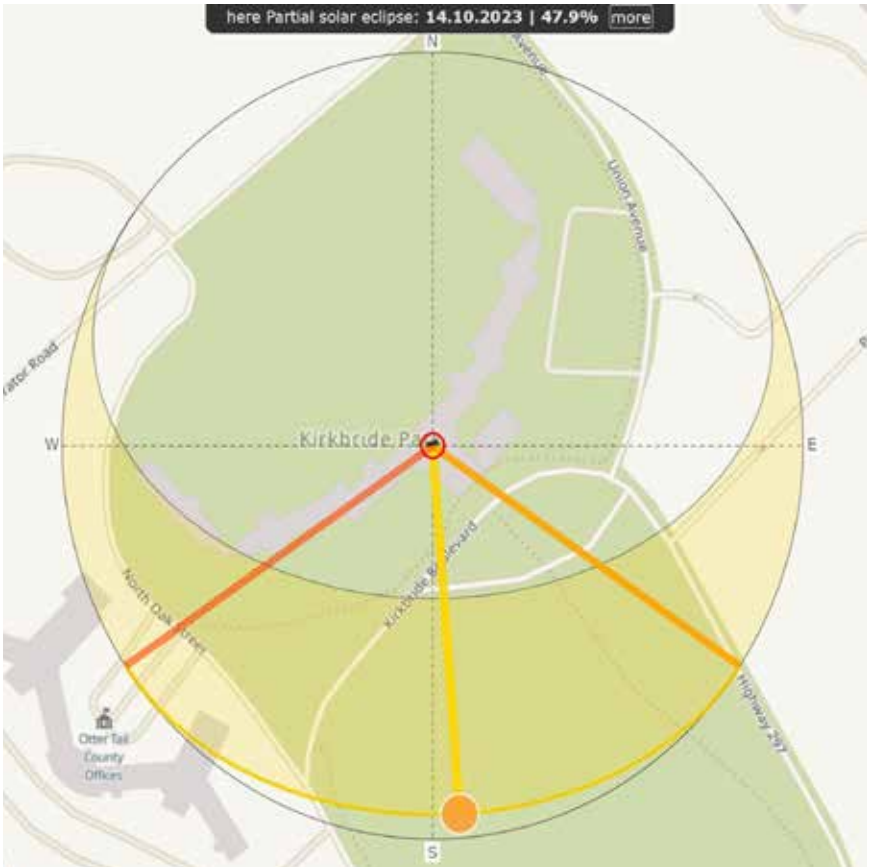 here Partial solar eclipse: 14.10.2023 | 47.9% more
N
Avenue
Union Avenue
Kirkbride Pa
W
E
Kirkbride Boulevard
North Oak Street
Highway 297
Otter Tail
County
Offices
S